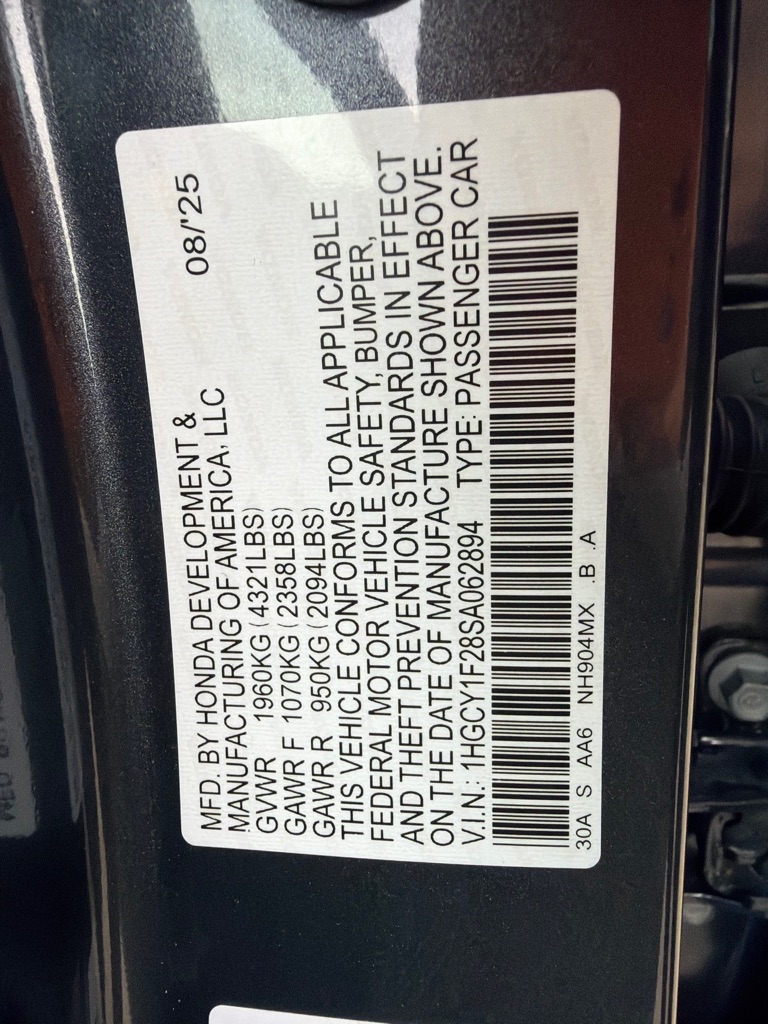 MFD. BY HONDA DEVELOPMENT & 08/'25
MANUFACTURING OF AMERICA, LLC
GVWR 1960KG (4321LBS)
GAWR F 1070KG (2358LBS)
GAWR R 950KG (2094LBS)
THIS VEHICLE CONFORMS TO ALL APPLICABLE
FEDERAL MOTOR VEHICLE SAFETY, BUMPER,
AND THEFT PREVENTION STANDARDS IN EFFECT
ON THE DATE OF MANUFACTURE SHOWN ABOVE.
V.I.N.: 1HGCY1F28SA062894 TYPE: PASSENGER CAR
30A S AA6 NH904MX .B .A